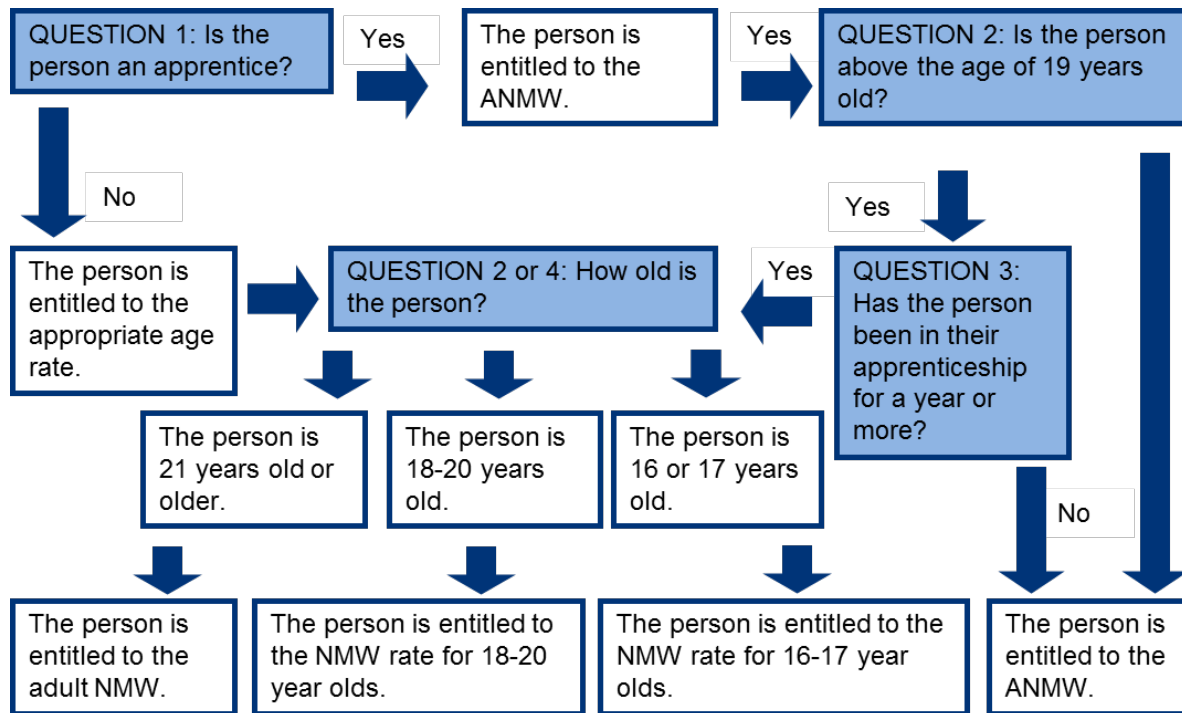 QUESTION 1: Is the
person an apprentice?
Yes
The person is
entitled to the
ANMW.
Yes
QUESTION 2: Is the person
above the age of 19 years
old?
No
Yes
The person is
entitled to the
appropriate age
rate.
QUESTION 2 or 4: How old is
the person?
Yes
QUESTION 3:
Has the person
been in their
apprenticeship
for a year or
more?
The person is
21 years old or
older.
The person is
18-20 years
old.
The person is
16 or 17 years
old.
No
The person is
entitled to the
adult NMW.
The person is entitled to
the NMW rate for 18-20
year olds.
The person is entitled to the
NMW rate for 16-17 year
olds.
The person is
entitled to the
ANMW.